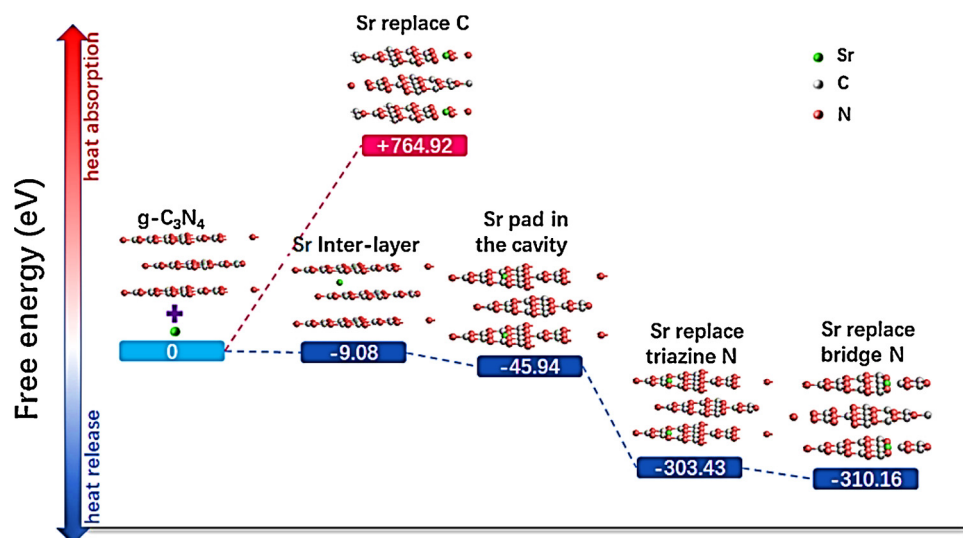 Sr replace C
Sr
C
N
heat absorption
+764.92
Free energy (eV)
g-C₃N₄
Sr Inter-layer
Sr pad in
the cavity
+
0
-9.08
-45.94
Sr replace
triazine N
Sr replace
bridge N
heat release
-303.43
-310.16